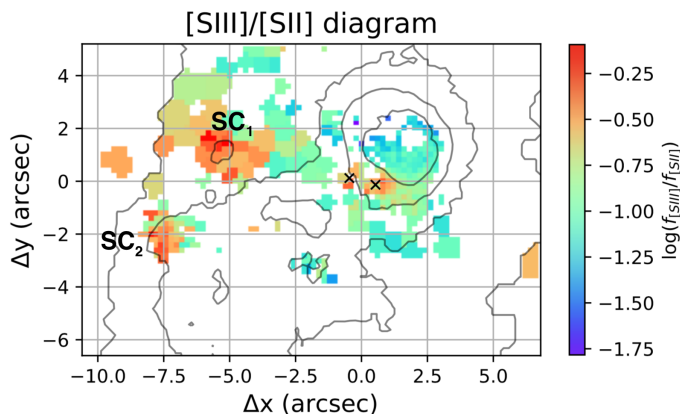 [SIII]/[SII] diagram
SC₁
SC₂
4
2
0
−2
−4
−6
Δy (arcsec)
−10.0 −7.5 −5.0 −2.5 0.0 2.5 5.0
Δx (arcsec)
−0.25
−0.50
−0.75
−1.00
−1.25
−1.50
−1.75
log(f[SIII]/f[SII])